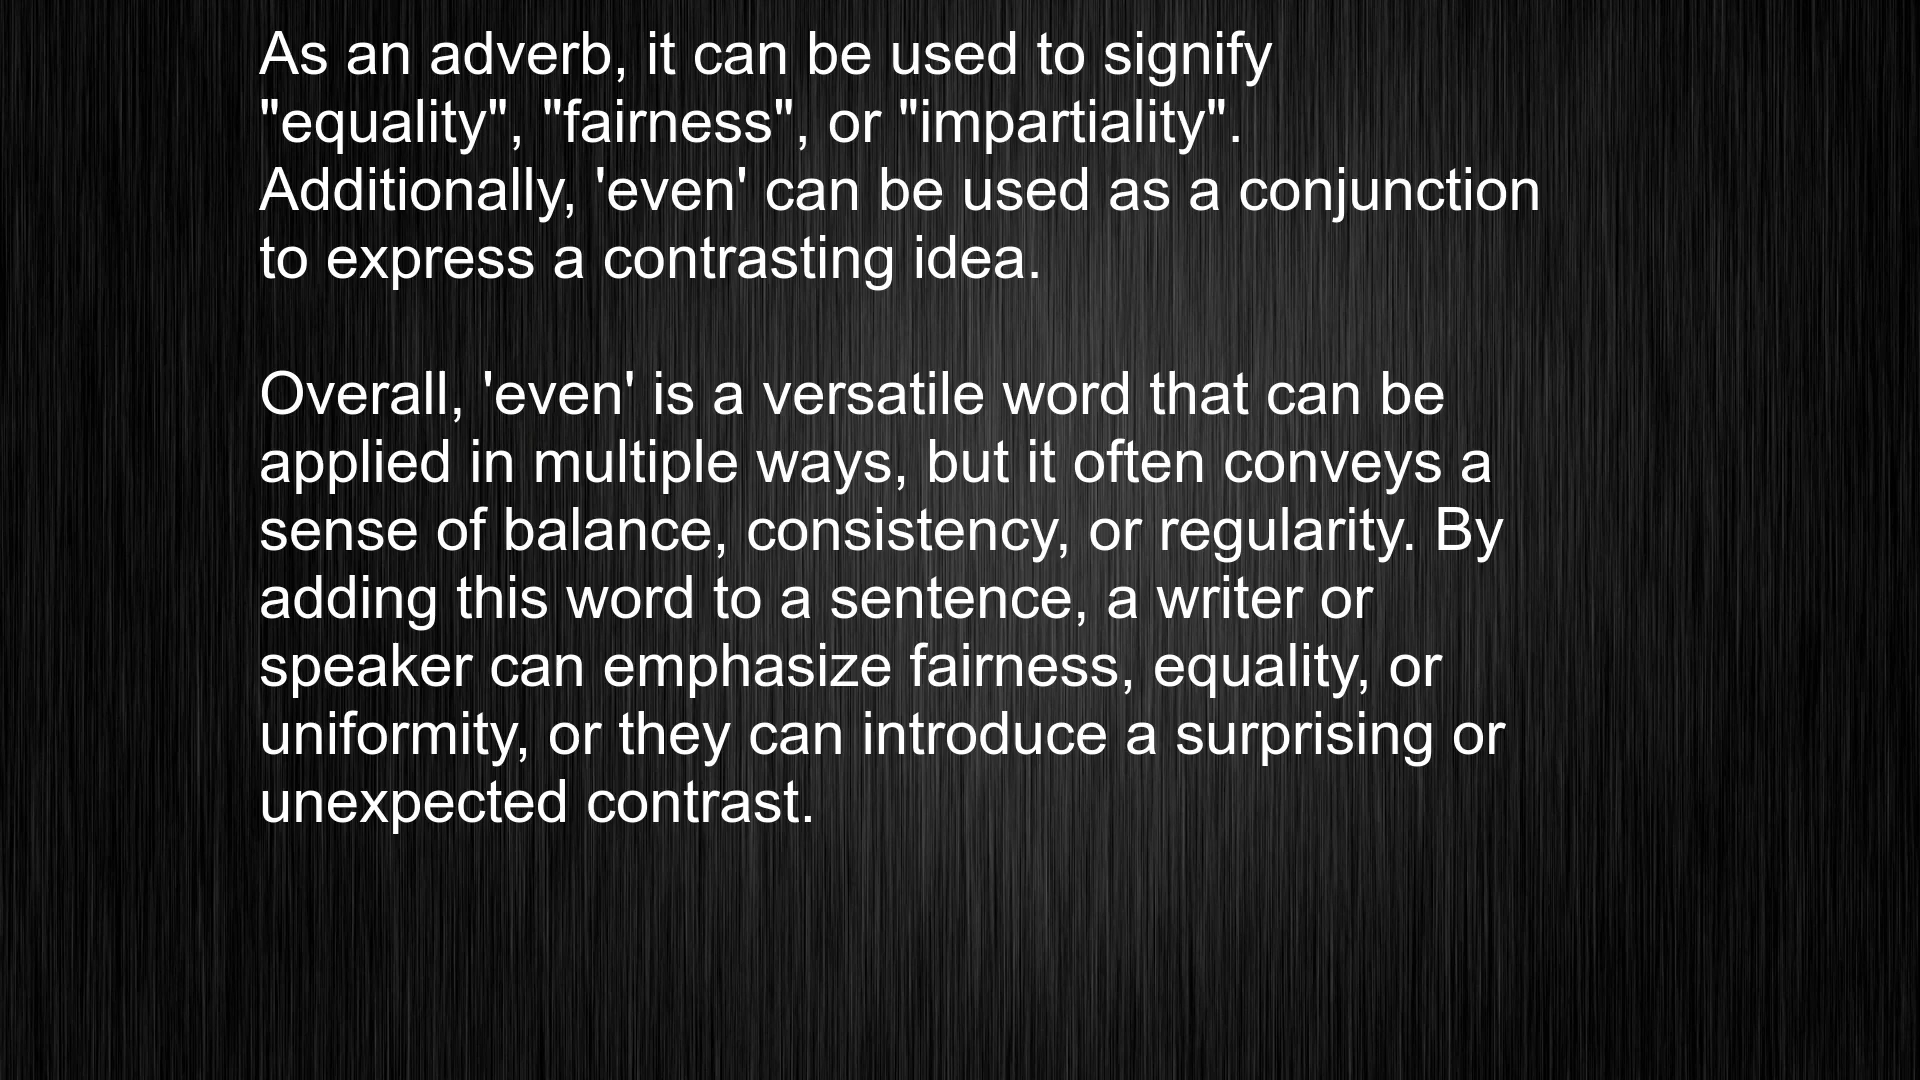 As an adverb, it can be used to signify
"equality", "fairness", or "impartiality".
Additionally, 'even' can be used as a conjunction
to express a contrasting idea.
Overall, 'even' is a versatile word that can be
applied in multiple ways, but it often conveys a
sense of balance, consistency, or regularity. By
adding this word to a sentence, a writer or
speaker can emphasize fairness, equality, or
uniformity, or they can introduce a surprising or
unexpected contrast.